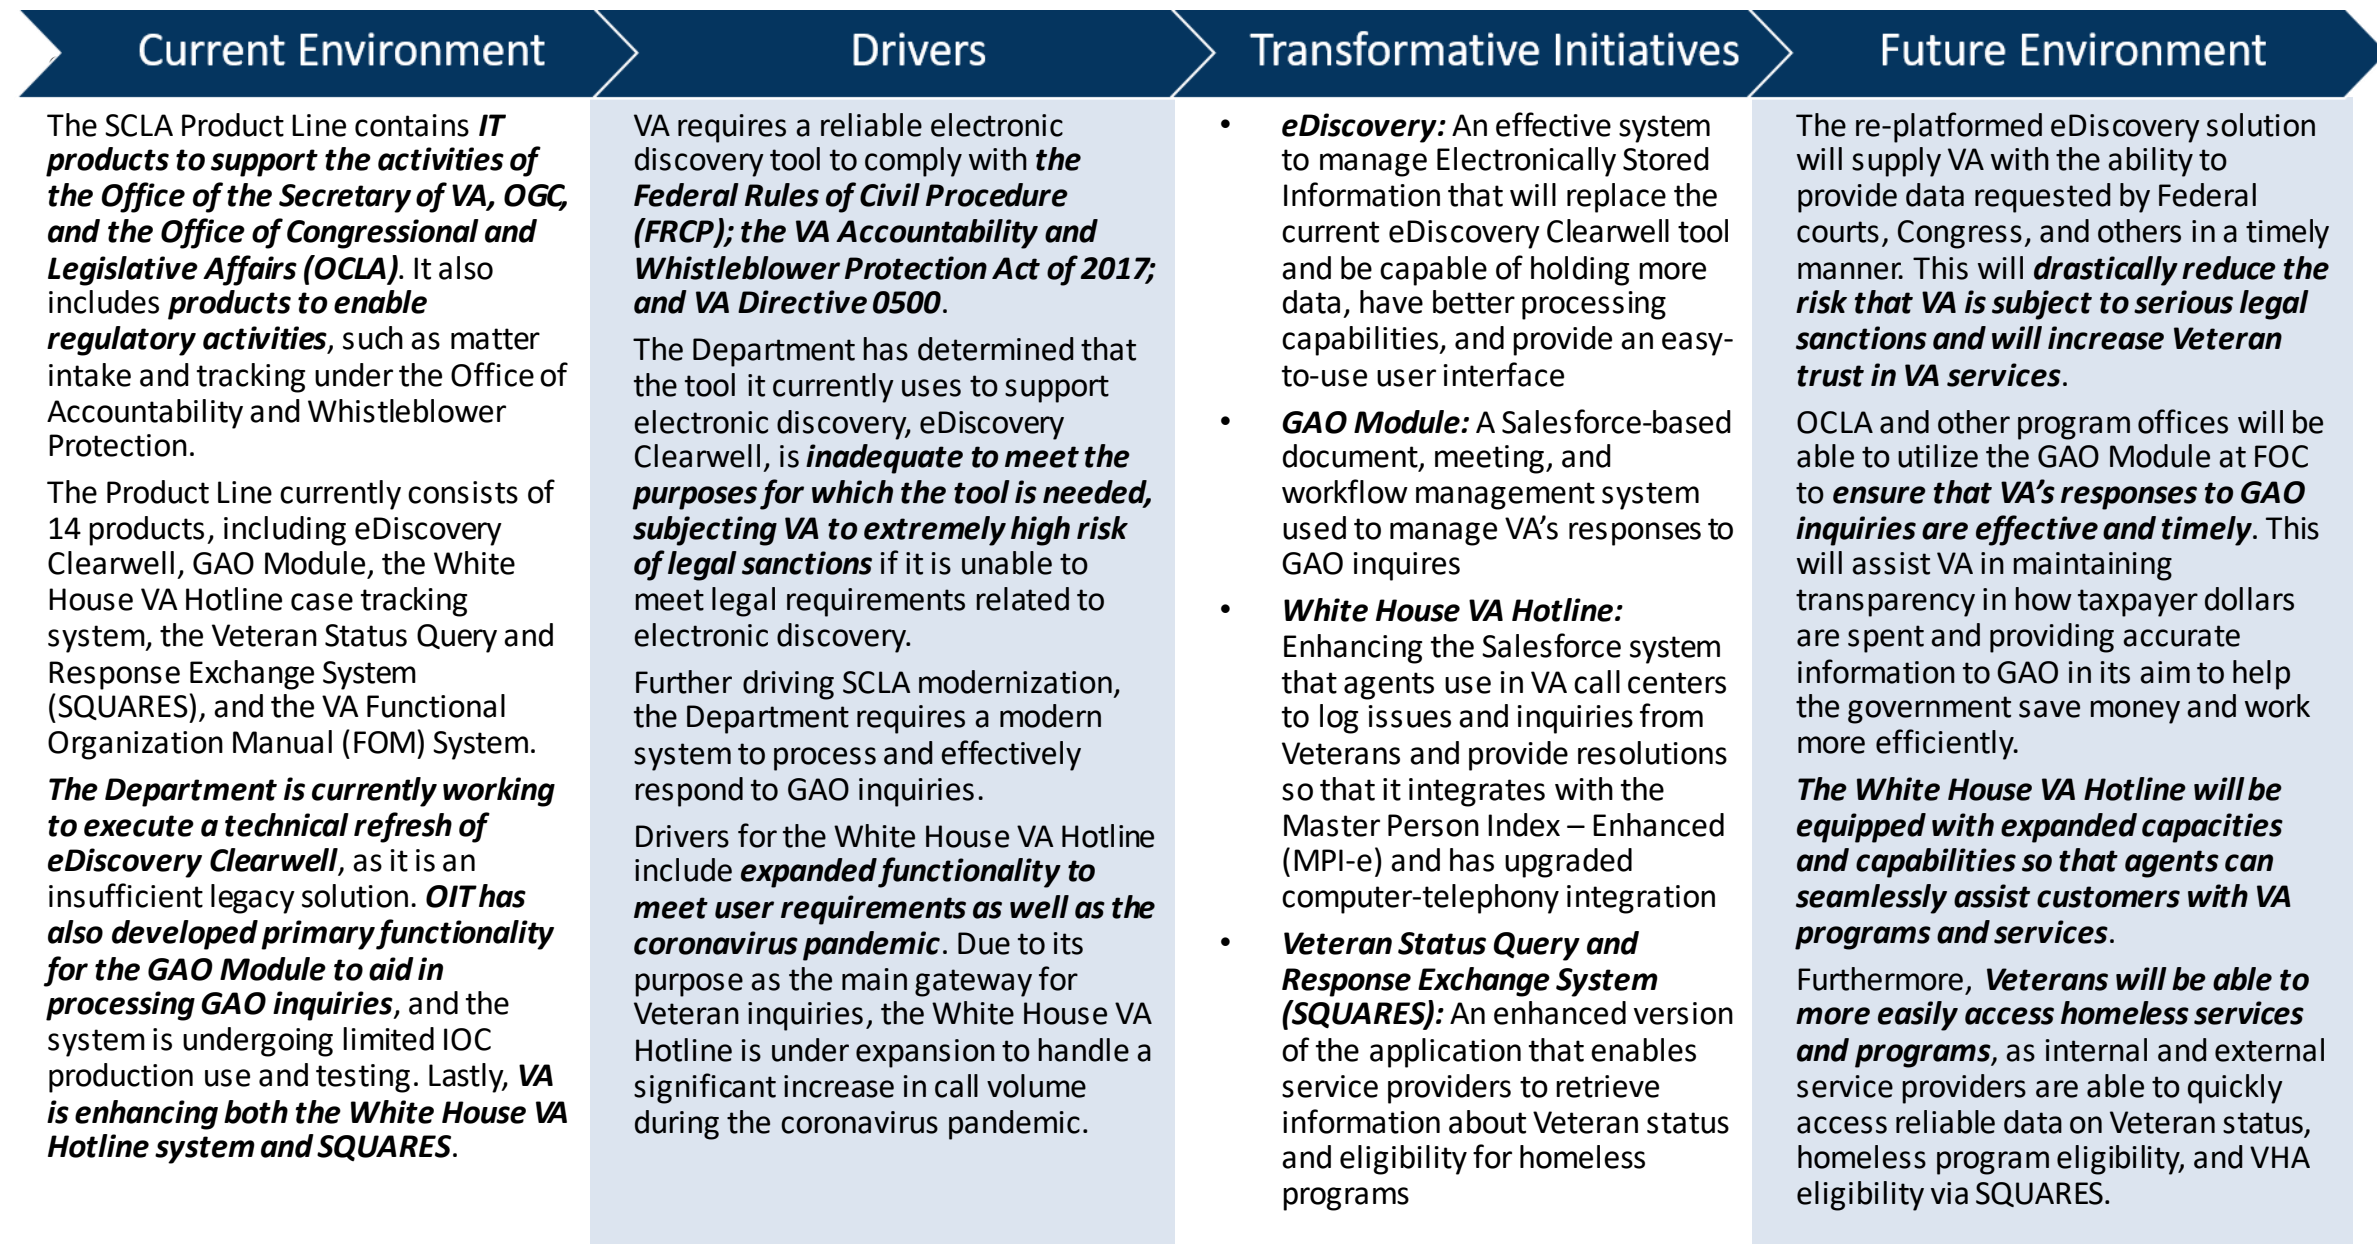 Current Environment
The SCLA Product Line contains IT
products to support the activities of
the Office of the Secretary of VA, OGC,
and the Office of Congressional and
Legislative Affairs (OCLA). It also
includes products to enable
regulatory activities, such as matter
intake and tracking under the Office of
Accountability and Whistleblower
Protection.
The Product Line currently consists of
14 products, including eDiscovery
Clearwell, GAO Module, the White
House VA Hotline case tracking
system, the Veteran Status Query and
Response Exchange System
(SQUARES), and the VA Functional
Organization Manual (FOM) System.
The Department is currently working
to execute a technical refresh of
eDiscovery Clearwell, as it is an
insufficient legacy solution. OIT has
also developed primary functionality
for the GAO Module to aid in
processing GAO inquiries, and the
system is undergoing limited IOC
production use and testing. Lastly, VA
is enhancing both the White House VA
Hotline system and SQUARES.
Drivers
VA requires a reliable electronic
discovery tool to comply with the
Federal Rules of Civil Procedure
(FRCP); the VA Accountability and
Whistleblower Protection Act of 2017;
and VA Directive 0500.
The Department has determined that
the tool it currently uses to support
electronic discovery, eDiscovery
Clearwell, is inadequate to meet the
purposes for which the tool is needed,
subjecting VA to extremely high risk
of legal sanctions if it is unable to
meet legal requirements related to
electronic discovery.
Further driving SCLA modernization,
the Department requires a modern
system to process and effectively
respond to GAO inquiries.
Drivers for the White House VA Hotline
include expanded functionality to
meet user requirements as well as the
coronavirus pandemic. Due to its
purpose as the main gateway for
Veteran inquiries, the White House VA
Hotline is under expansion to handle a
significant increase in call volume
during the coronavirus pandemic.
Transformative Initiatives
• eDiscovery: An effective system
to manage Electronically Stored
Information that will replace the
current eDiscovery Clearwell tool
and be capable of holding more
data, have better processing
capabilities, and provide an easy-
to-use user interface
• GAO Module: A Salesforce-based
document, meeting, and
workflow management system
used to manage VA’s responses to
GAO inquires
• White House VA Hotline:
Enhancing the Salesforce system
that agents use in VA call centers
to log issues and inquiries from
Veterans and provide resolutions
so that it integrates with the
Master Person Index – Enhanced
(MPI-e) and has upgraded
computer-telephony integration
• Veteran Status Query and
Response Exchange System
(SQUARES): An enhanced version
of the application that enables
service providers to retrieve
information about Veteran status
and eligibility for homeless
programs
Future Environment
The re-platformed eDiscovery solution
will supply VA with the ability to
provide data requested by Federal
courts, Congress, and others in a timely
manner. This will drastically reduce the
risk that VA is subject to serious legal
sanctions and will increase Veteran
trust in VA services.
OCLA and other program offices will be
able to utilize the GAO Module at FOC
to ensure that VA’s responses to GAO
inquiries are effective and timely. This
will assist VA in maintaining
transparency in how taxpayer dollars
are spent and providing accurate
information to GAO in its aim to help
the government save money and work
more efficiently.
The White House VA Hotline will be
equipped with expanded capacities
and capabilities so that agents can
seamlessly assist customers with VA
programs and services.
Furthermore, Veterans will be able to
more easily access homeless services
and programs, as internal and external
service providers are able to quickly
access reliable data on Veteran status,
homeless program eligibility, and VHA
eligibility via SQUARES.